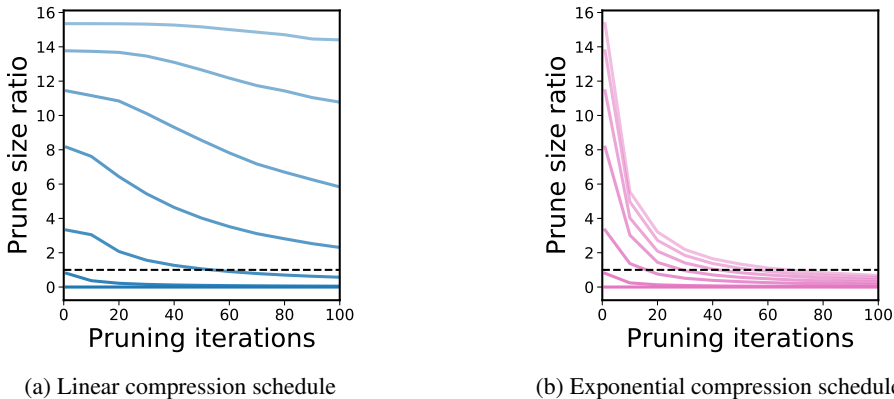 Prune size ratio
16
14
12
10
8
6
4
2
0
0 20 40 60 80 100
Pruning iterations
(a) Linear compression schedule
Prune size ratio
16
14
12
10
8
6
4
2
0
0 20 40 60 80 100
Pruning iterations
(b) Exponential compression schedule